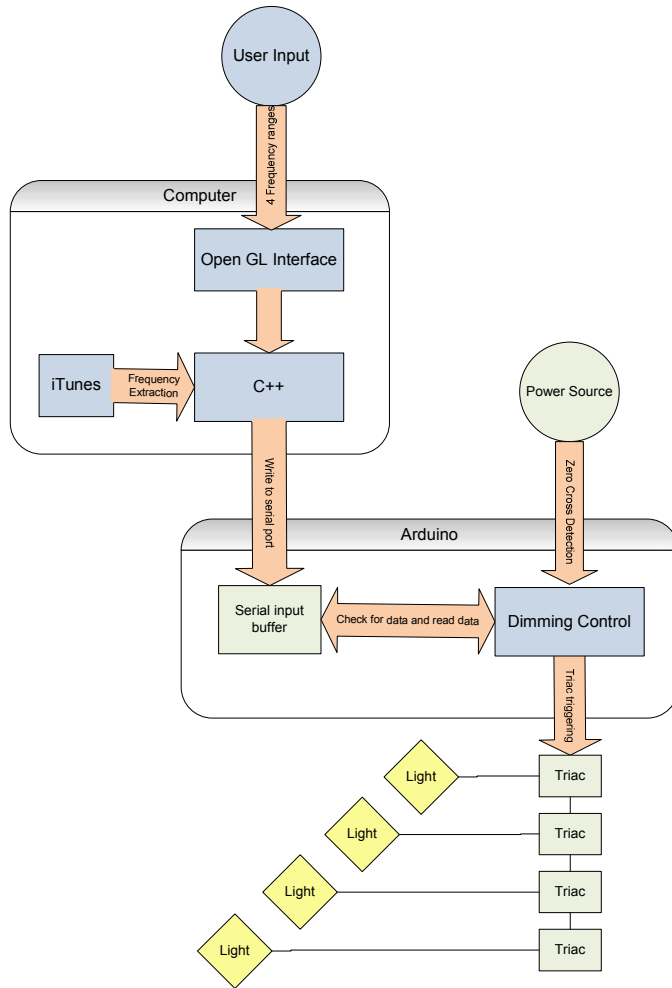 User Input
4 Frequency ranges
Computer
Open GL Interface
iTunes
Frequency
Extraction
C++
Power Source
Write to serial port
Zero Cross Detection
Arduino
Serial input
buffer
Check for data and read data
Dimming Control
Triac triggering
Light
Triac
Light
Triac
Light
Triac
Light
Triac